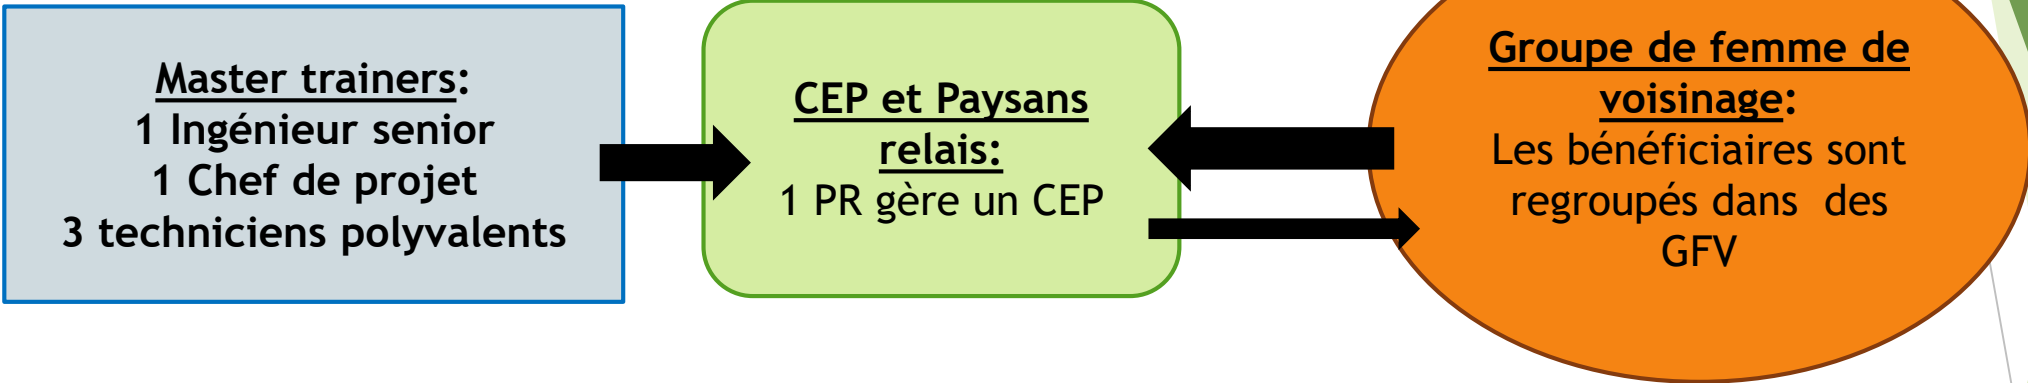 Master trainers:
1 Ingénieur senior
1 Chef de projet
3 techniciens polyvalents
CEP et Paysans
relais:
1 PR gère un CEP
Groupe de femme de
voisinage:
Les bénéficiaires sont
regroupés dans  des
GFV